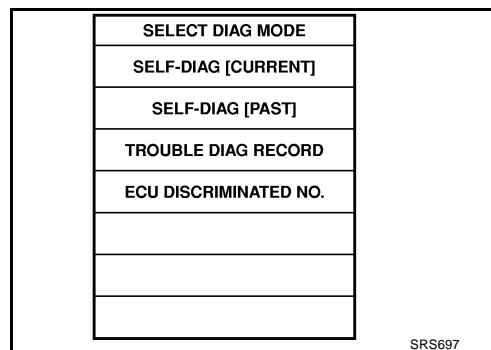 SELECT DIAG MODE
SELF-DIAG [CURRENT]
SELF-DIAG [PAST]
TROUBLE DIAG RECORD
ECU DISCRIMINATED NO.
SRS697